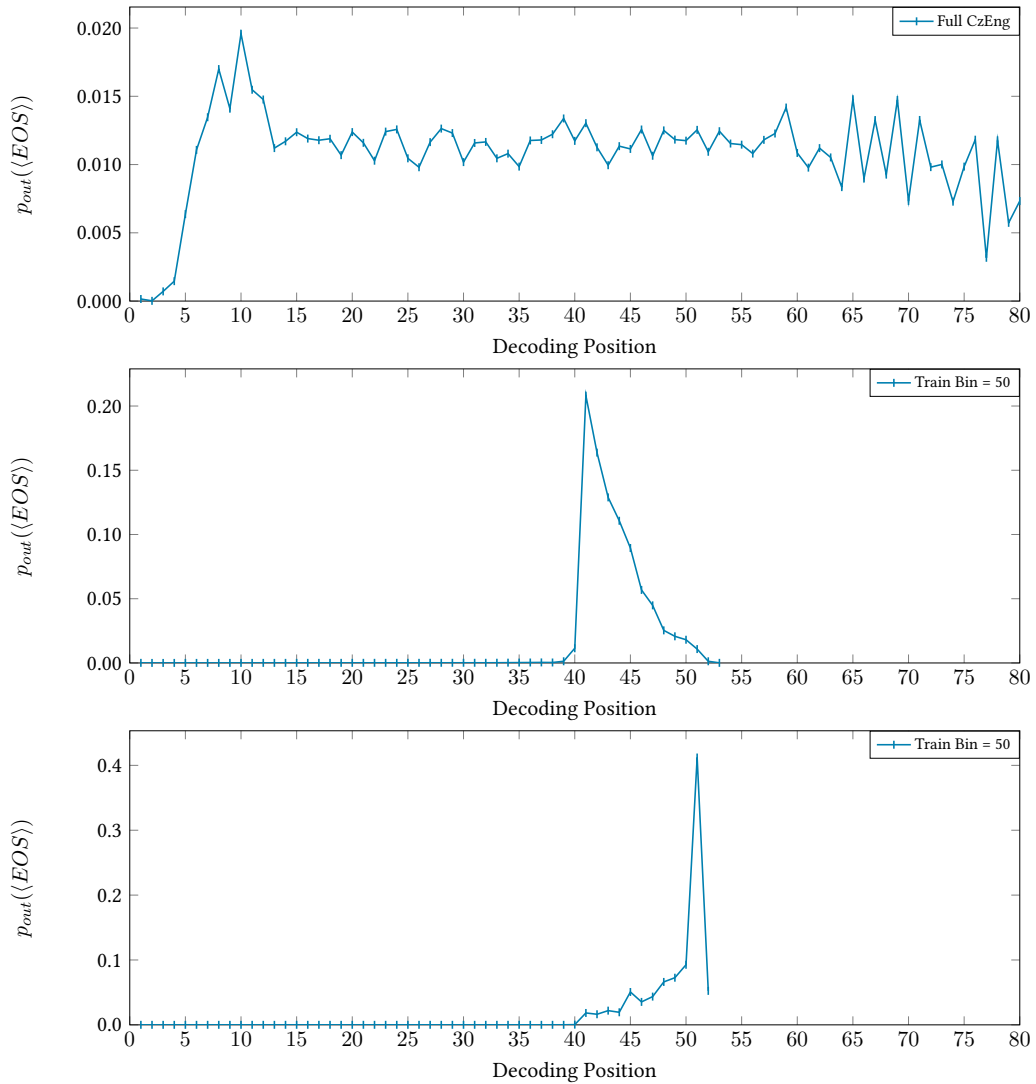 0.020
0.015
0.010
0.005
0.000
p_out(⟨EOS⟩)
Full CzEng
0 5 10 15 20 25 30 35 40 45 50 55 60 65 70 75 80
Decoding Position
0.20
0.15
0.10
0.05
0.00
p_out(⟨EOS⟩)
Train Bin = 50
0 5 10 15 20 25 30 35 40 45 50 55 60 65 70 75 80
Decoding Position
0.4
0.3
0.2
0.1
0.0
p_out(⟨EOS⟩)
Train Bin = 50
0 5 10 15 20 25 30 35 40 45 50 55 60 65 70 75 80
Decoding Position